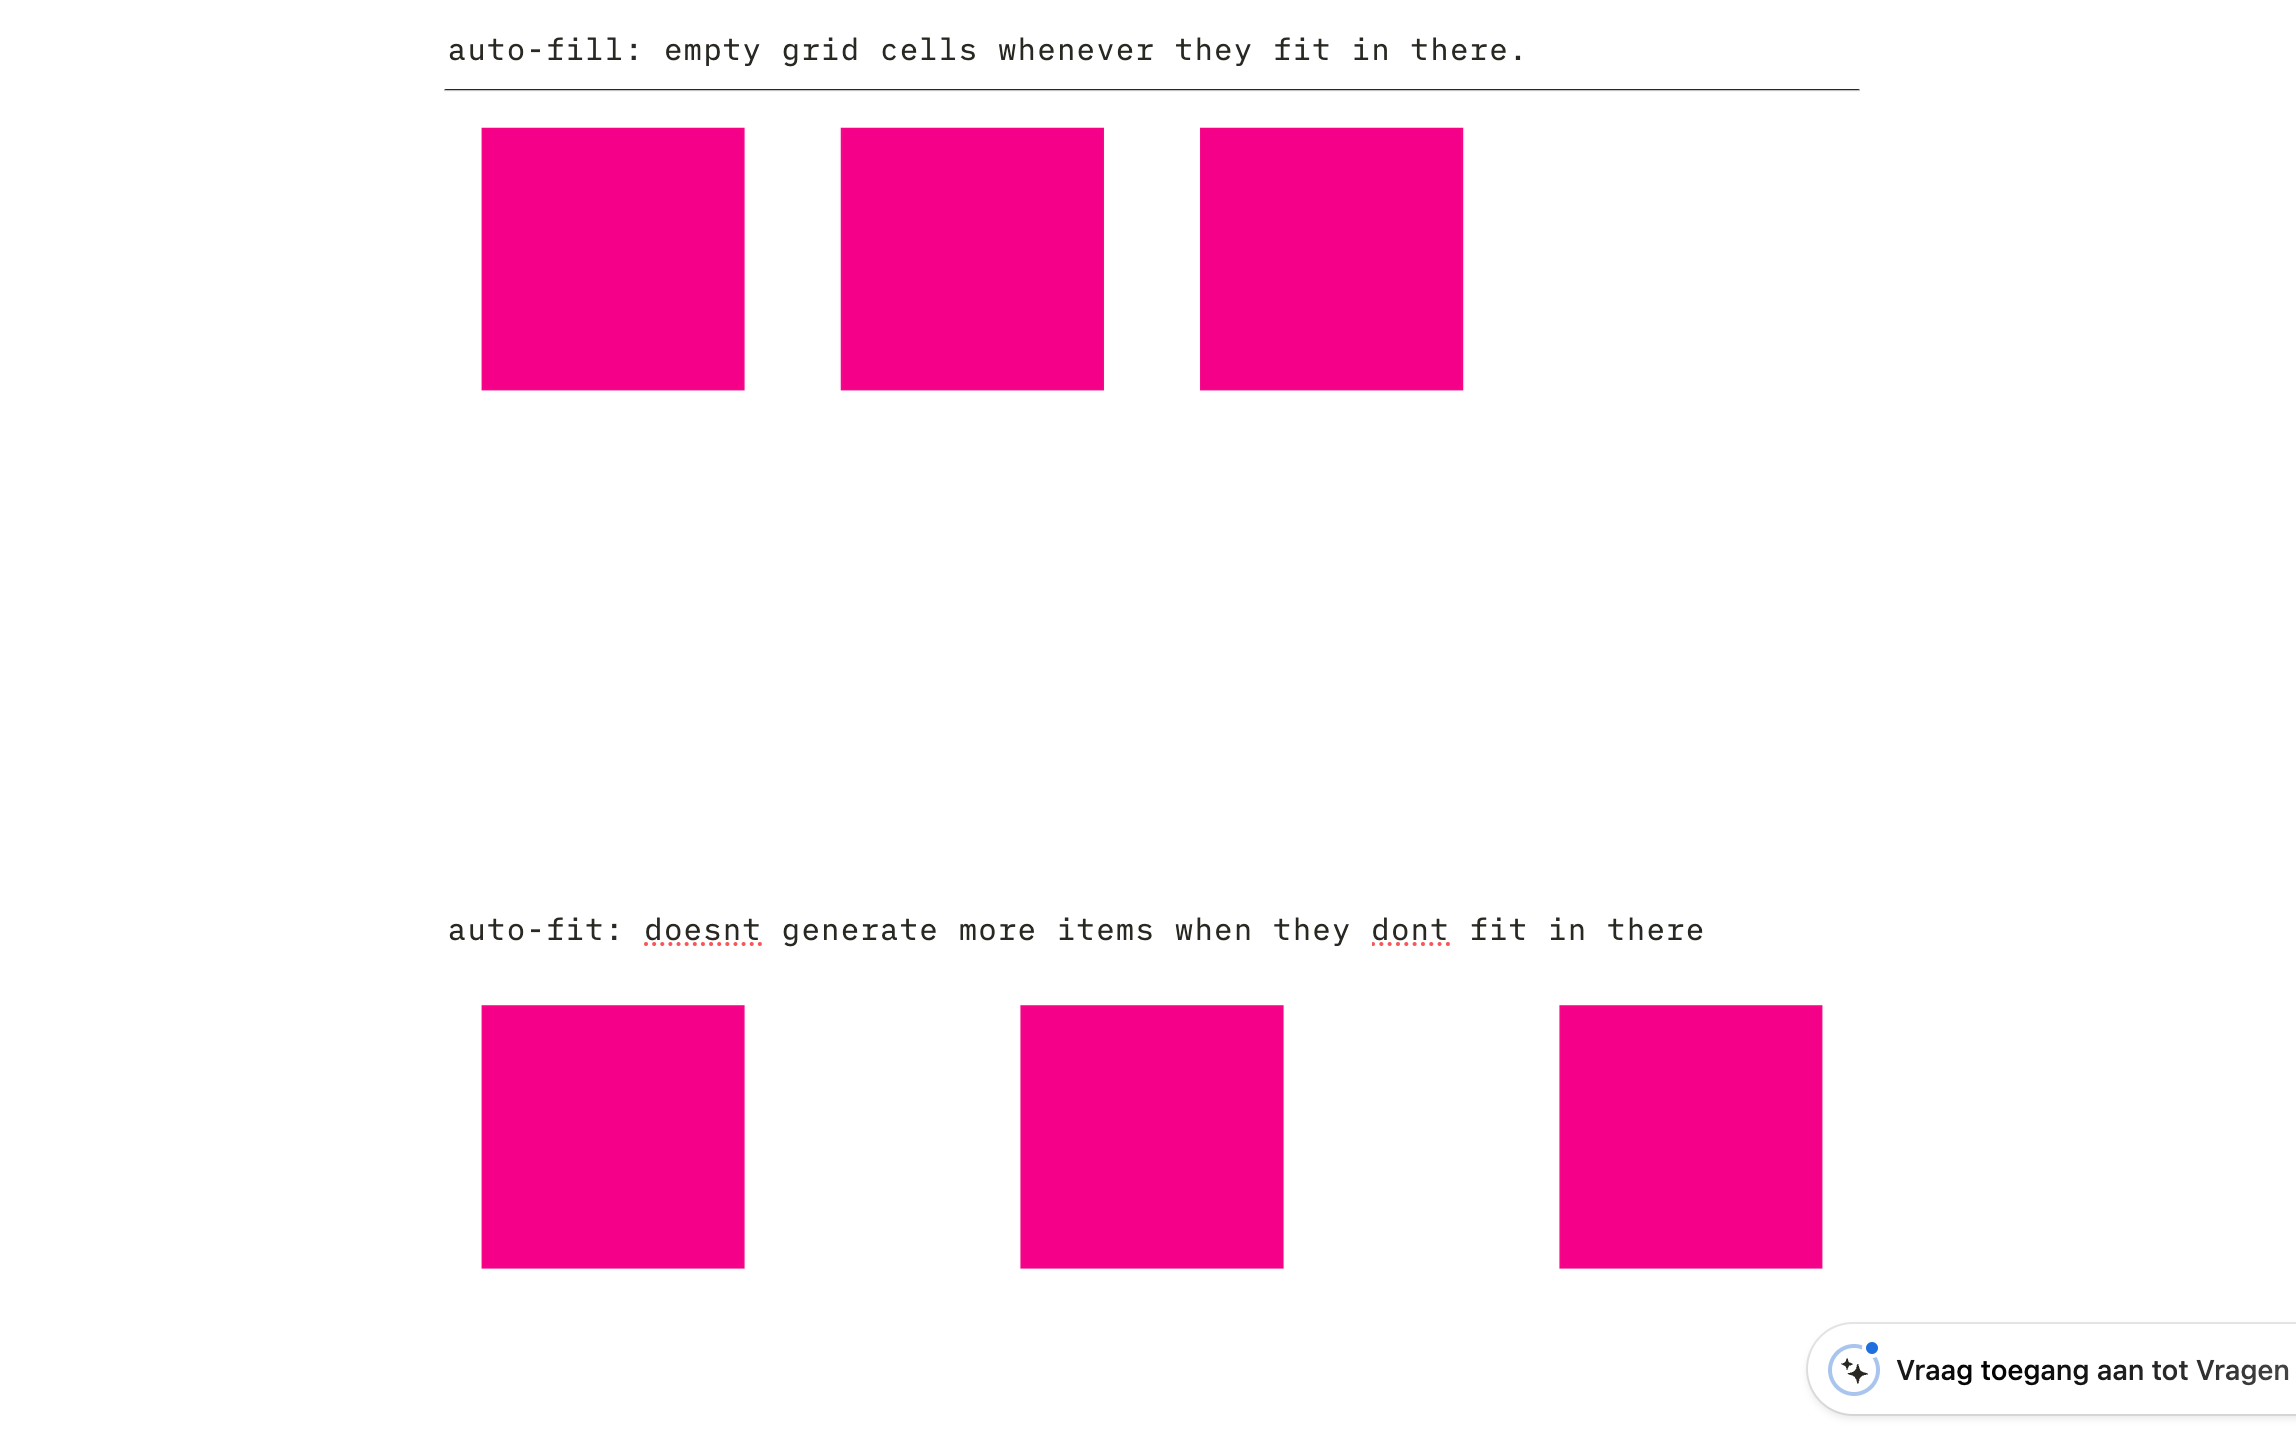 auto-fill: empty grid cells whenever they fit in there.
auto-fit: doesnt generate more items when they dont fit in there
Vraag toegang aan tot Vragen